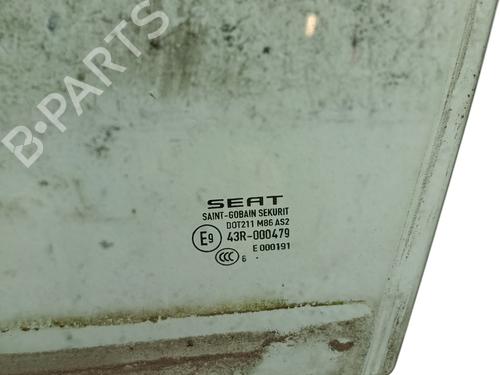 B-PARTS
SEAT
SAINT-GOBAIN SEKURIT
DOT211 M86 AS2
E9 43R-000479
E 000191
CCC 6